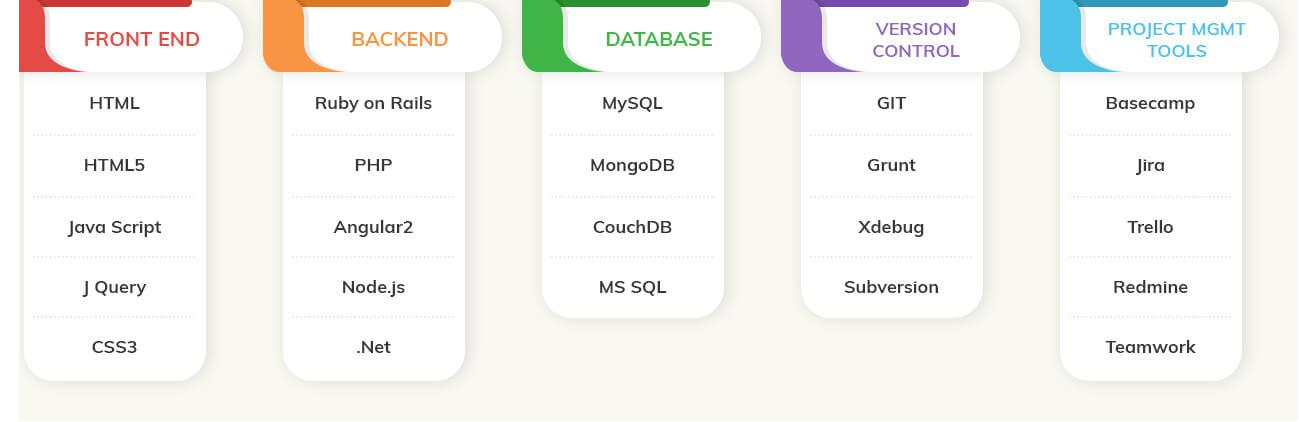 FRONT END
HTML
HTML5
Java Script
J Query
CSS3
BACKEND
Ruby on Rails
PHP
Angular2
Node.js
.Net
DATABASE
MySQL
MongoDB
CouchDB
MS SQL
VERSION
CONTROL
GIT
Grunt
Xdebug
Subversion
PROJECT MGMT
TOOLS
Basecamp
Jira
Trello
Redmine
Teamwork